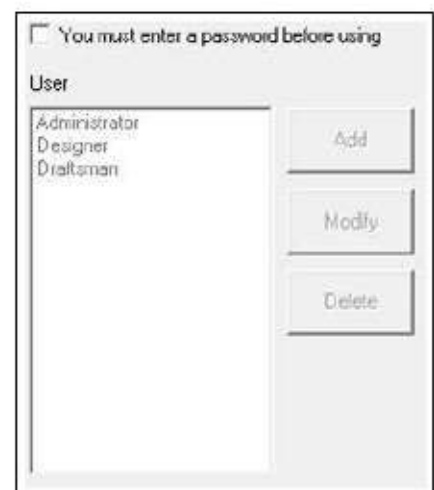 You must enter a password before using
User
Administrator
Designer
Draftsman
Add
Modify
Delete